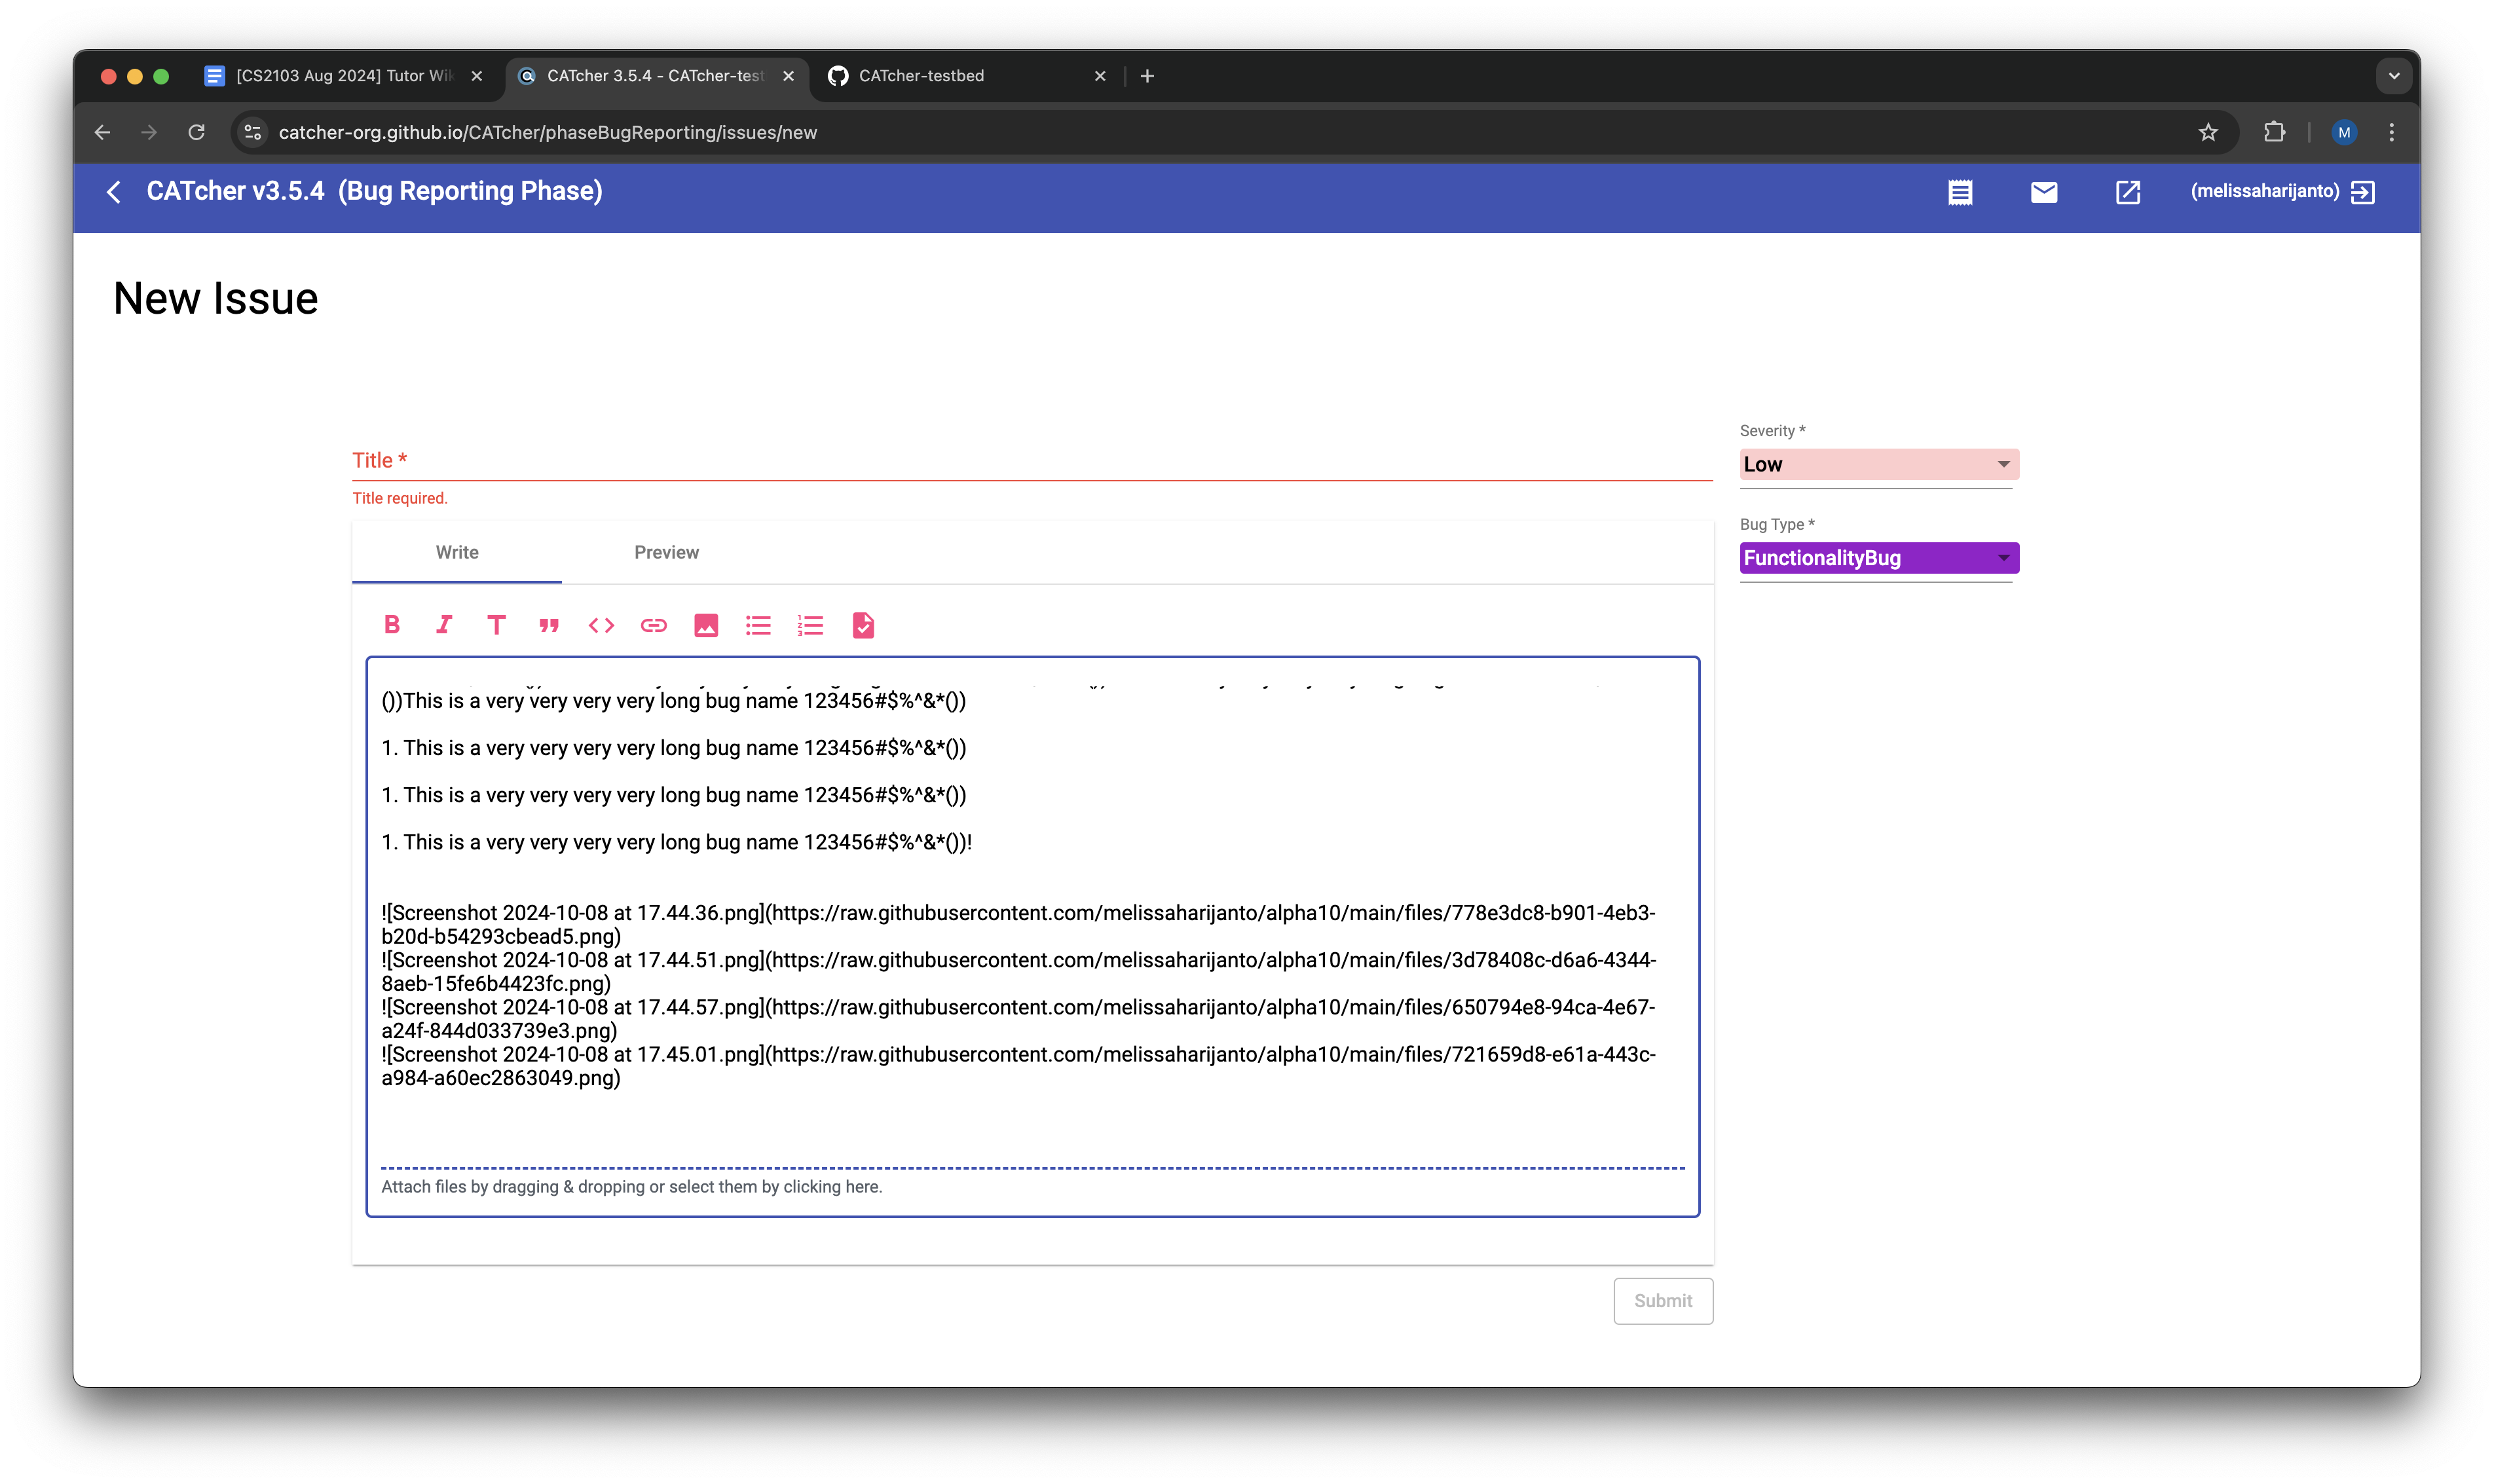 [CS2103 Aug 2024] Tutor Wik
CATcher 3.5.4 - CATcher-test
CATcher-testbed
catcher-org.github.io/CATcher/phaseBugReporting/issues/new
M
CATcher v3.5.4 (Bug Reporting Phase)
(melissaharijanto)
New Issue
Title *
Title required.
Severity *
Low
Bug Type *
FunctionalityBug
Write
Preview
())This is a very very very very long bug name 123456#$%^&*())
1. This is a very very very very long bug name 123456#$%^&*())
1. This is a very very very very long bug name 123456#$%^&*())
1. This is a very very very very long bug name 123456#$%^&*())!
![Screenshot 2024-10-08 at 17.44.36.png](https://raw.githubusercontent.com/melissaharijanto/alpha10/main/files/778e3dc8-b901-4eb3-
b20d-b54293cbead5.png)
![Screenshot 2024-10-08 at 17.44.51.png](https://raw.githubusercontent.com/melissaharijanto/alpha10/main/files/3d78408c-d6a6-4344-
8aeb-15fe6b4423fc.png)
![Screenshot 2024-10-08 at 17.44.57.png](https://raw.githubusercontent.com/melissaharijanto/alpha10/main/files/650794e8-94ca-4e67-
a24f-844d033739e3.png)
![Screenshot 2024-10-08 at 17.45.01.png](https://raw.githubusercontent.com/melissaharijanto/alpha10/main/files/721659d8-e61a-443c-
a984-a60ec2863049.png)
Attach files by dragging & dropping or select them by clicking here.
Submit